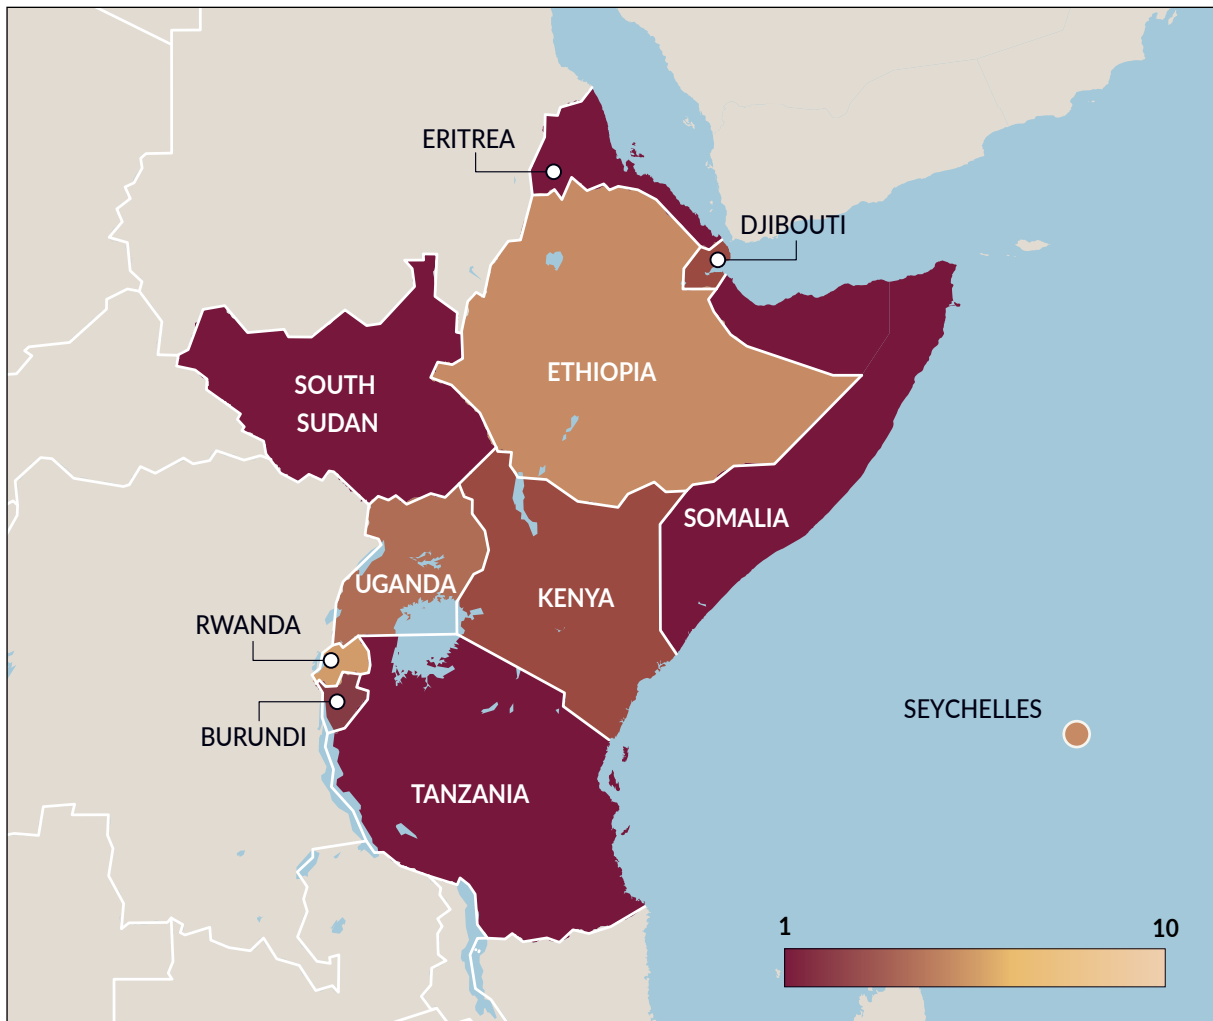 ERITREA
DJIBOUTI
ETHIOPIA
SOUTH
SUDAN
SOMALIA
UGANDA
KENYA
RWANDA
SEYCHELLES
BURUNDI
TANZANIA
1
10